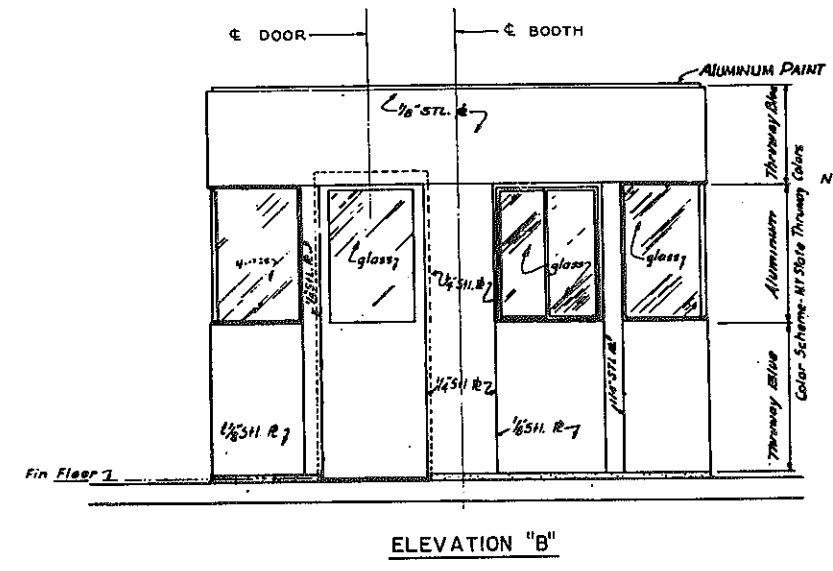 ℄ DOOR
℄ BOOTH
ALUMINUM PAINT
1/8" STL. ℄
Thruway Blue
Aluminum
Thruway Blue
Color Scheme - NY State Thruway Colors
N
glass
glass
glass
1/4" Stl. ℄
1/4" Stl. ℄
1/8" Stl. ℄
1/8" Stl. ℄
Fin Floor
ELEVATION "B"